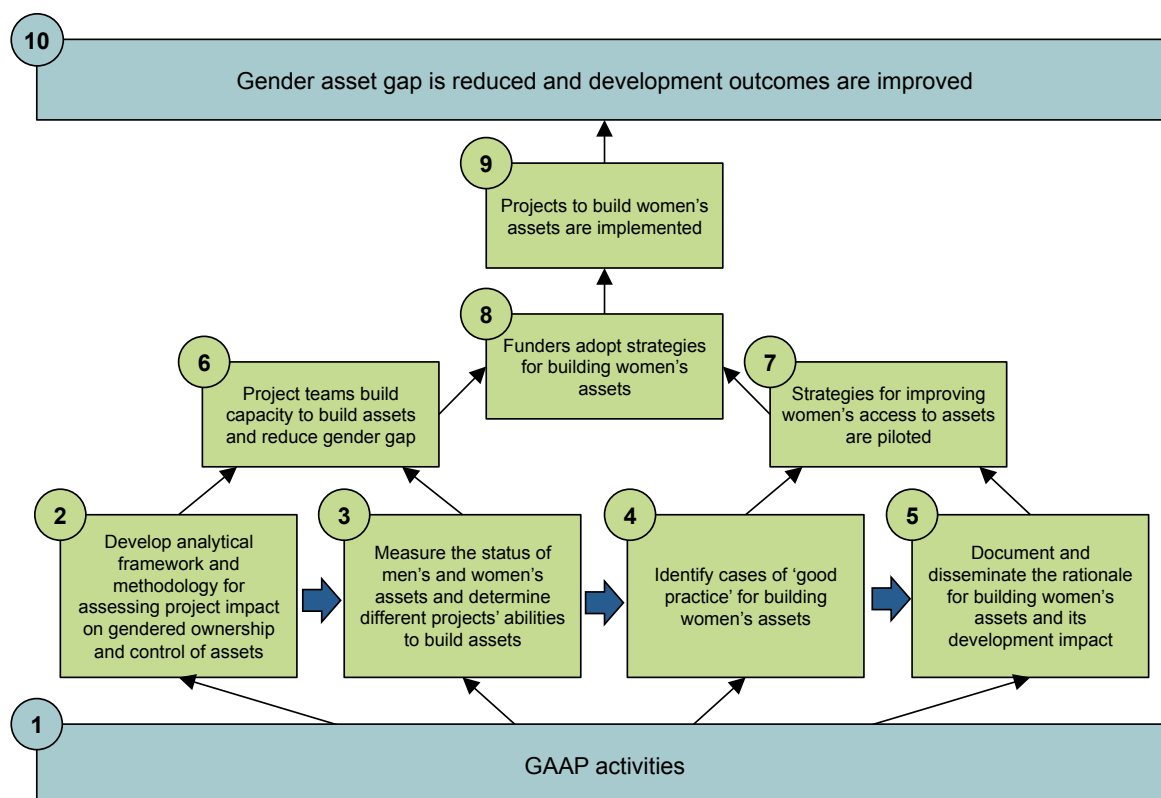 10
Gender asset gap is reduced and development outcomes are improved
9
Projects to build women’s
assets are implemented
8
Funders adopt strategies
for building women’s
assets
6
Project teams build
capacity to build assets
and reduce gender gap
7
Strategies for improving
women’s access to assets
are piloted
2
Develop analytical
framework and
methodology for
assessing project impact
on gendered ownership
and control of assets
3
Measure the status of
men’s and women’s
assets and determine
different projects’ abilities
to build assets
4
Identify cases of ‘good
practice’ for building
women’s assets
5
Document and
disseminate the rationale
for building women’s
assets and its
development impact
1
GAAP activities